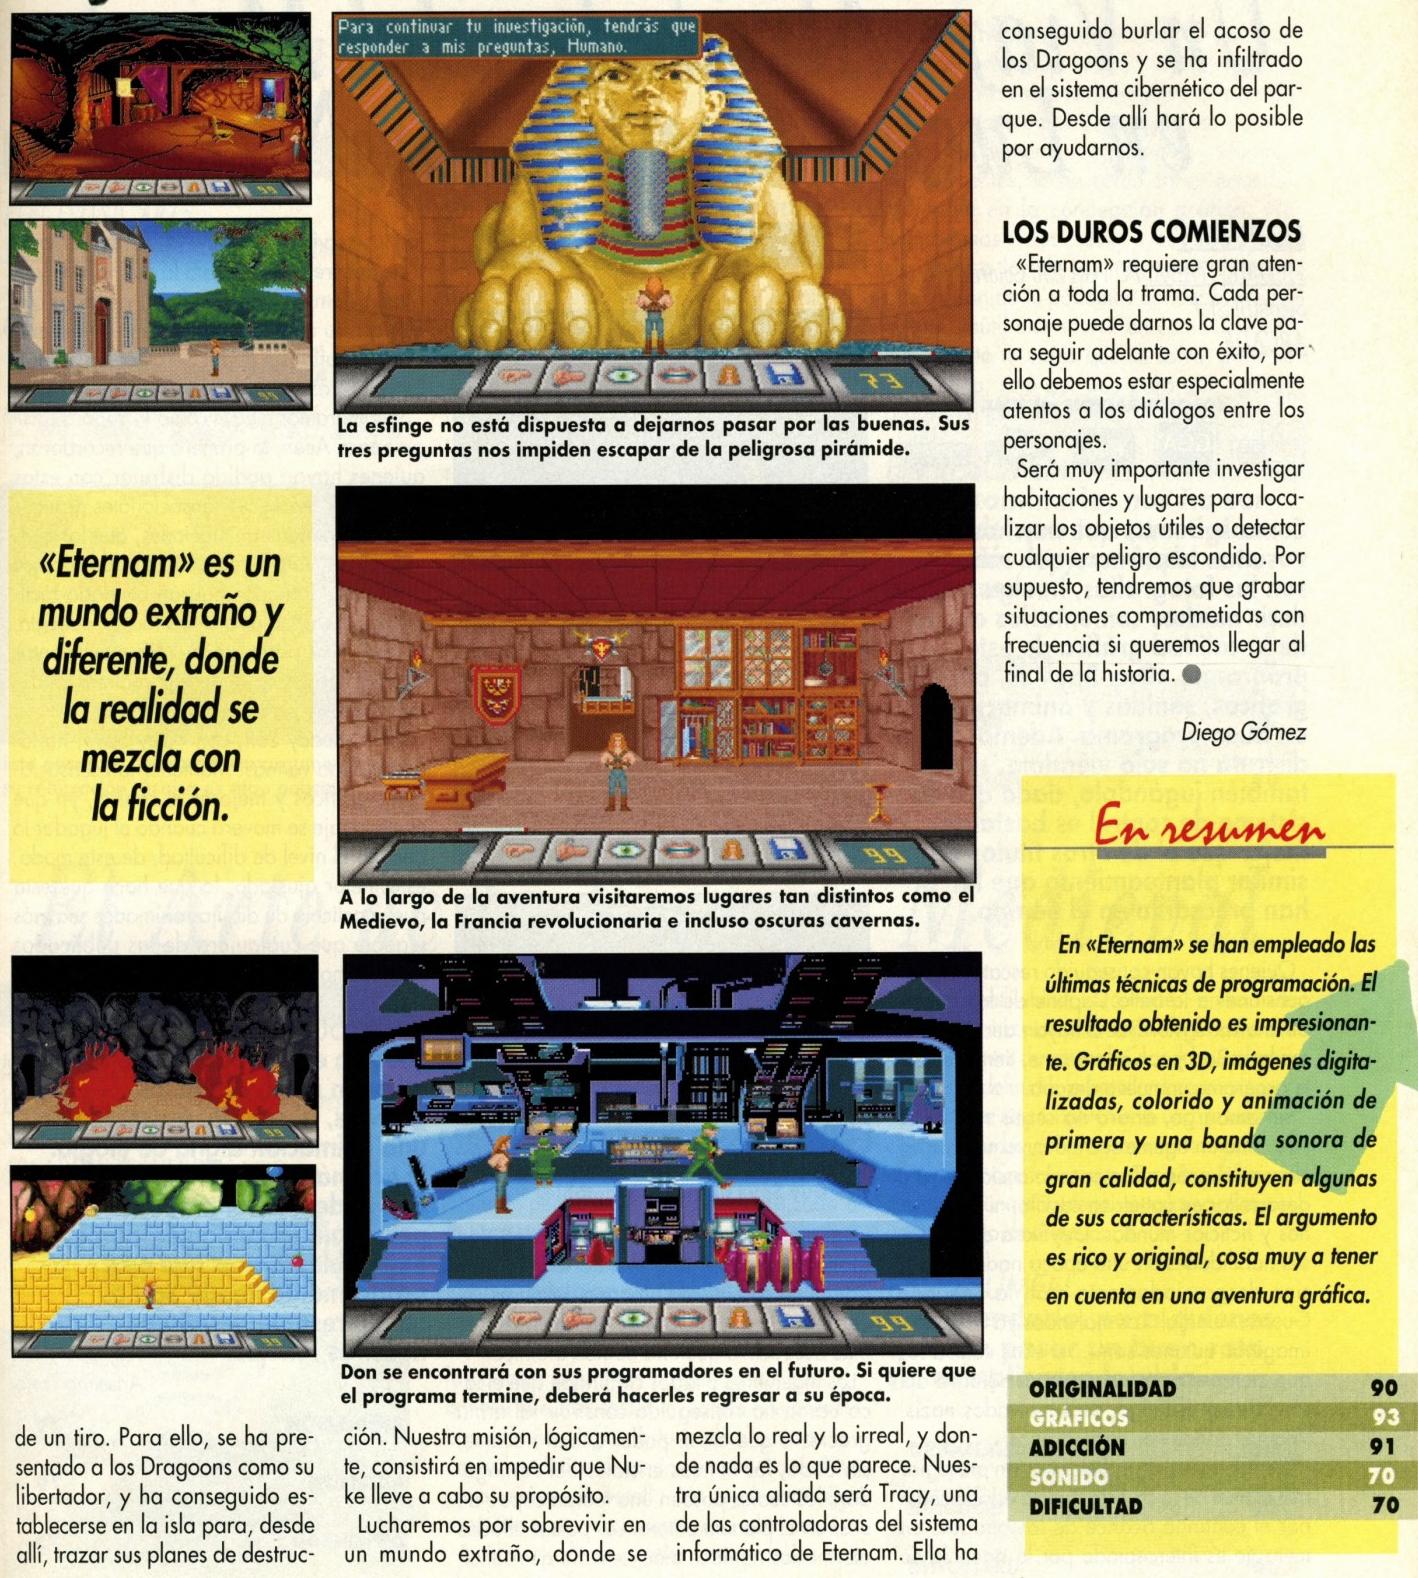 Para continuar tu investigación, tendrás que
responder a mis preguntas, Humano.
99
73
99
La esfinge no está dispuesta a dejarnos pasar por las buenas. Sus
tres preguntas nos impiden escapar de la peligrosa pirámide.
«Eternam» es un
mundo extraño y
diferente, donde
la realidad se
mezcla con
la ficción.
99
A lo largo de la aventura visitaremos lugares tan distintos como el
Medievo, la Francia revolucionaria e incluso oscuras cavernas.
99
99
99
Don se encontrará con sus programadores en el futuro. Si quiere que
el programa termine, deberá hacerles regresar a su época.
de un tiro. Para ello, se ha pre-
sentado a los Dragoons como su
libertador, y ha conseguido es-
tablecerse en la isla para, desde
allí, trazar sus planes de destruc-
ción. Nuestra misión, lógicamen-
te, consistirá en impedir que Nu-
ke lleve a cabo su propósito.
Lucharemos por sobrevivir en
un mundo extraño, donde se
mezcla lo real y lo irreal, y don-
de nada es lo que parece. Nues-
tra única aliada será Tracy, una
de las controladoras del sistema
informático de Eternam. Ella ha
conseguido burlar el acoso de
los Dragoons y se ha infiltrado
en el sistema cibernético del par-
que. Desde allí hará lo posible
por ayudarnos.
LOS DUROS COMIENZOS
«Eternam» requiere gran aten-
ción a toda la trama. Cada per-
sonaje puede darnos la clave pa-
ra seguir adelante con éxito, por
ello debemos estar especialmente
atentos a los diálogos entre los
personajes.
Será muy importante investigar
habitaciones y lugares para loca-
lizar los objetos útiles o detectar
cualquier peligro escondido. Por
supuesto, tendremos que grabar
situaciones comprometidas con
frecuencia si queremos llegar al
final de la historia.
Diego Gómez
En resumen
En «Eternam» se han empleado las
últimas técnicas de programación. El
resultado obtenido es impresionan-
te. Gráficos en 3D, imágenes digita-
lizadas, colorido y animación de
primera y una banda sonora de
gran calidad, constituyen algunas
de sus características. El argumento
es rico y original, cosa muy a tener
en cuenta en una aventura gráfica.
ORIGINALIDAD 90
GRÁFICOS 93
ADICCIÓN 91
SONIDO 70
DIFICULTAD 70